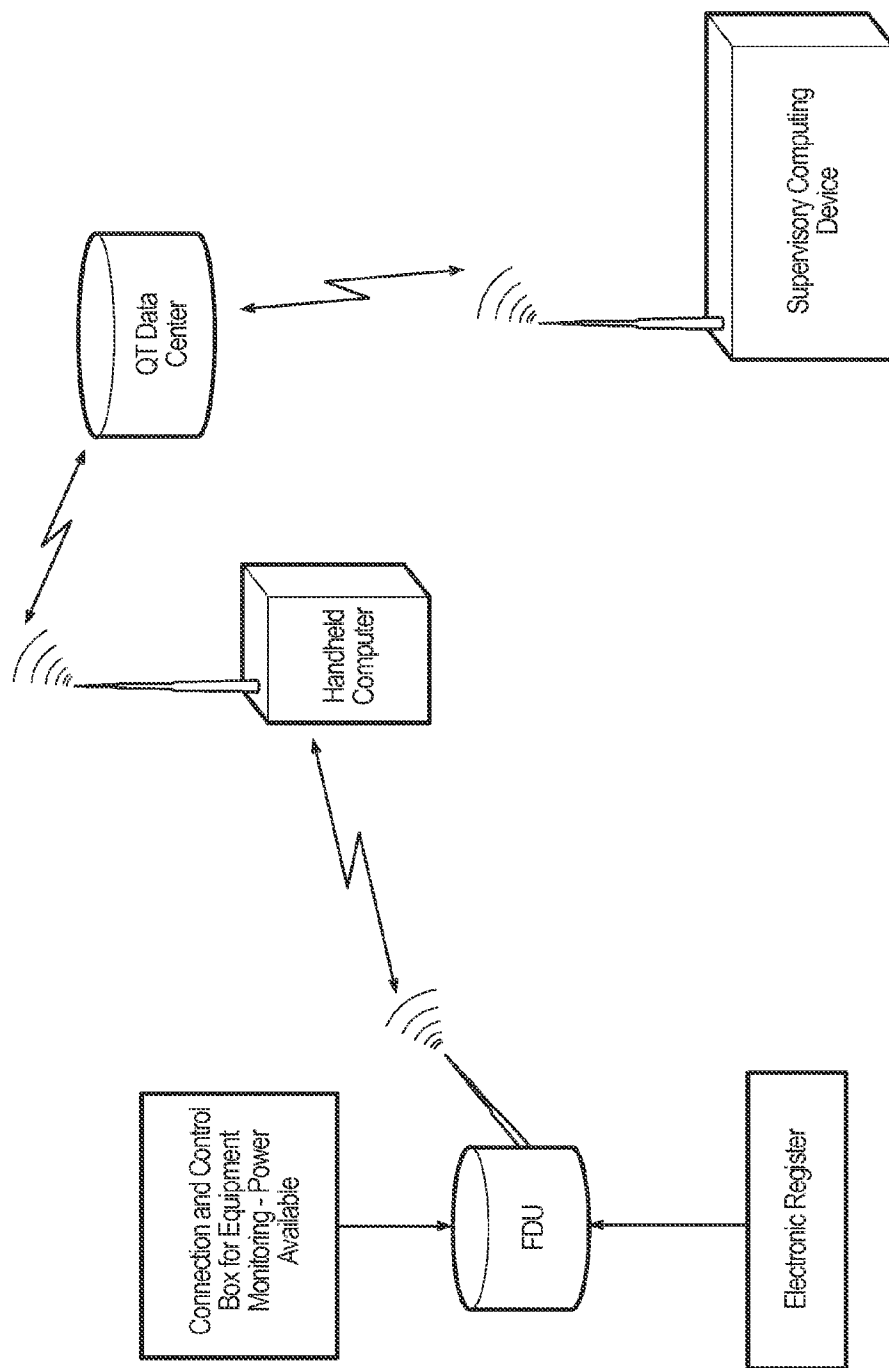 Connection and Control
Box for Equipment
Monitoring - Power
Available
FDU
Electronic Register
Handheld
Computer
QT Data
Center
Supervisory Computing
Device